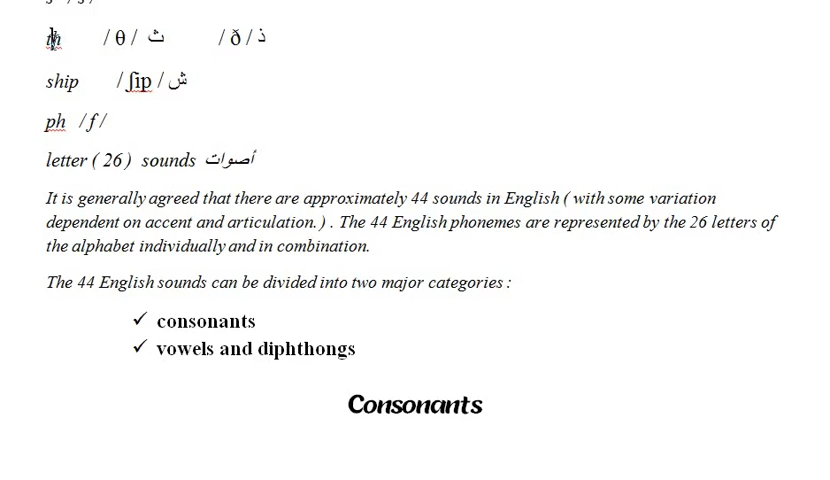 th / θ / ث / ð / ذ
ship / ʃip / ش
ph / f /
letter ( 26 ) sounds أصوات
It is generally agreed that there are approximately 44 sounds in English ( with some variation
dependent on accent and articulation. ) . The 44 English phonemes are represented by the 26 letters of
the alphabet individually and in combination.
The 44 English sounds can be divided into two major categories :
✓ consonants
✓ vowels and diphthongs
Consonants